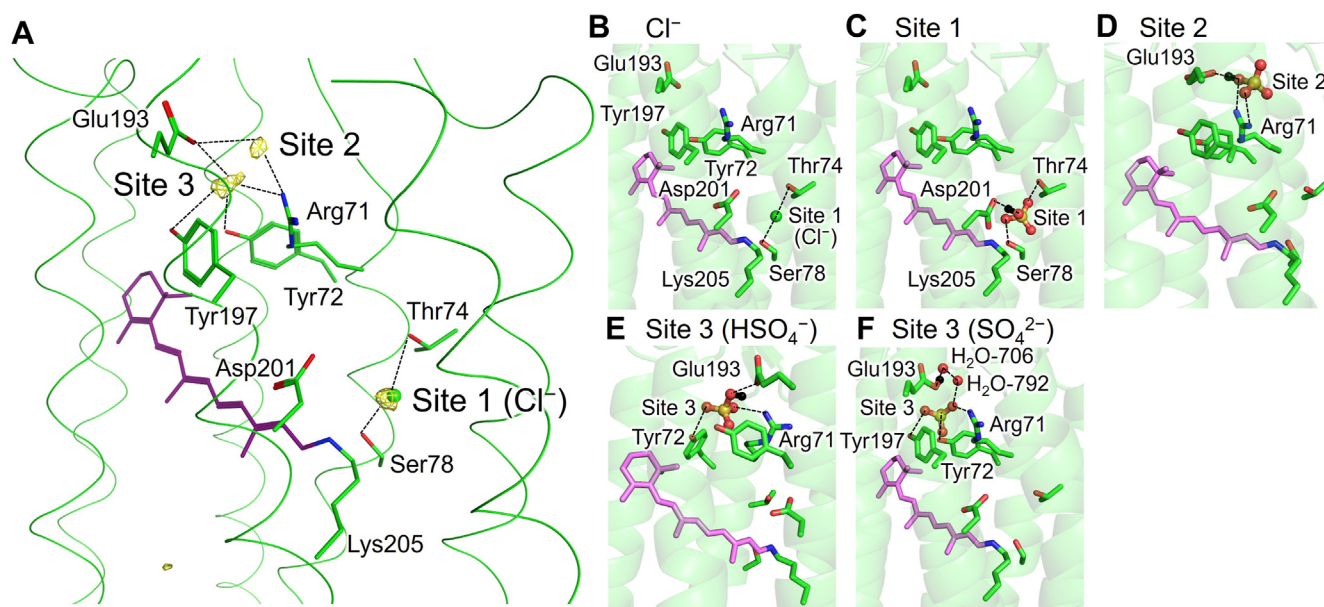 A
Glu193
Site 2
Site 3
Arg71
Tyr72
Tyr197
Thr74
Asp201
Site 1 (Cl⁻)
Ser78
Lys205
B Cl⁻
Glu193
Tyr197
Arg71
Tyr72
Thr74
Asp201
Site 1
(Cl⁻)
Lys205
Ser78
C Site 1
Arg71
Thr74
Asp201
Site 1
Lys205
Ser78
D Site 2
Glu193
Site 2
Arg71
E Site 3 (HSO₄⁻)
Glu193
Site 3
Tyr72
Arg71
F Site 3 (SO₄²⁻)
H₂O-706
Glu193
H₂O-792
Site 3
Arg71
Tyr197
Tyr72